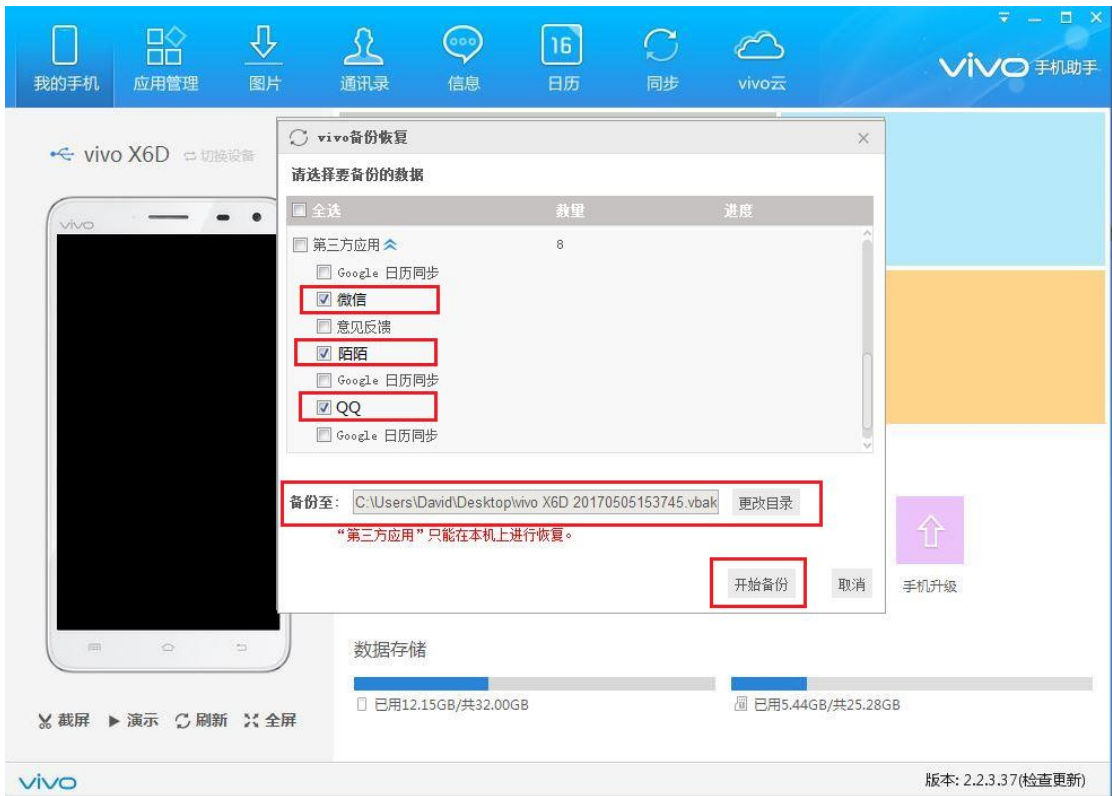 我的手机 应用管理 图片 通讯录 信息 16 日历 同步 vivo云 vivo 手机助手
vivo X6D 切换设备
vivo
vivo备份恢复
请选择要备份的数据
全选 数量 进度
第三方应用 8
Google 日历同步
微信
意见反馈
陌陌
Google 日历同步
QQ
Google 日历同步
备份至: C:\Users\David\Desktop\vivo X6D 20170505153745.vbak 更改目录
“第三方应用”只能在本机上进行恢复。
开始备份 取消
手机升级
数据存储
已用12.15GB/共32.00GB 已用5.44GB/共25.28GB
截屏 演示 刷新 全屏
vivo 版本: 2.2.3.37(检查更新)